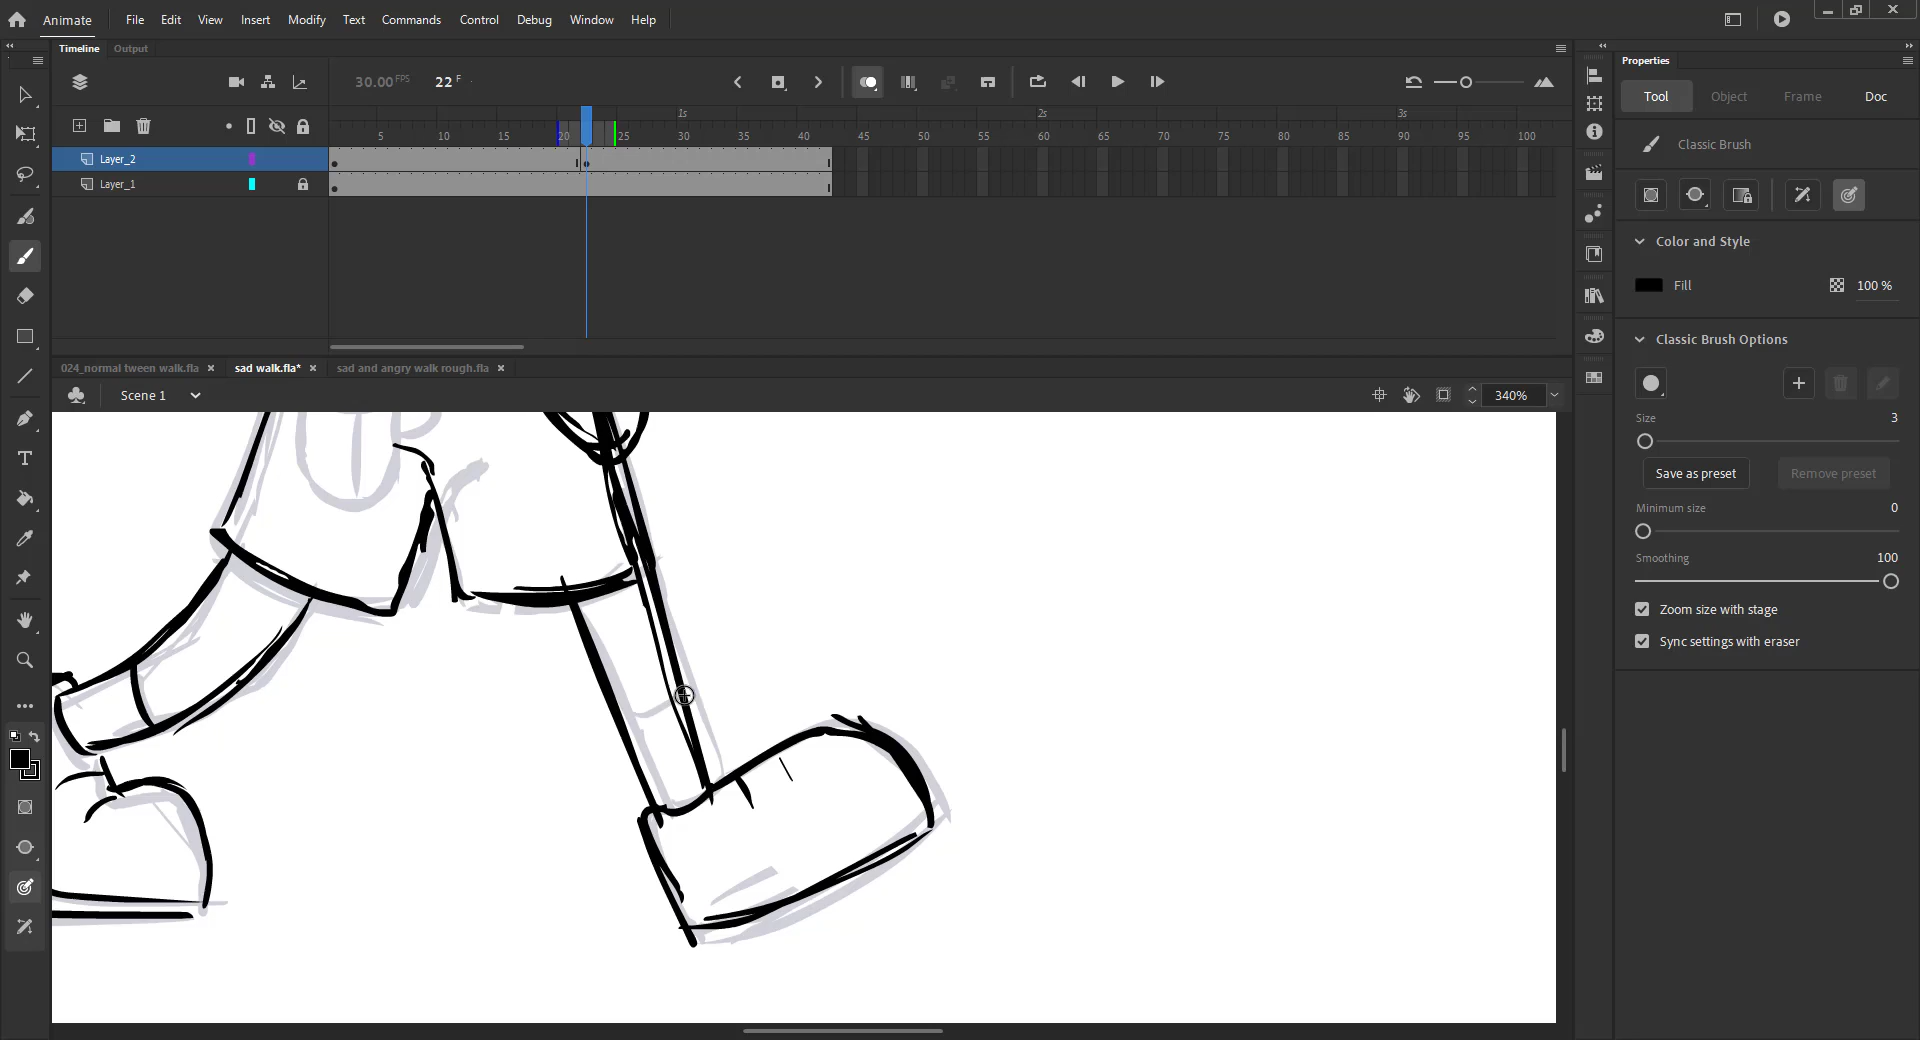 Animate File Edit View Insert Modify Text Commands Control Debug Window Help
Timeline Output
30.00 FPS 22 F
1s 2s 3s
5 10 15 20 25 30 35 40 45 50 55 60 65 70 75 80 85 90 95 100
Layer_2
Layer_1
024_normal tween walk.fla × sad walk.fla* × sad and angry walk rough.fla ×
Scene 1 340%
Properties
Tool Object Frame Doc
Classic Brush
Color and Style
Fill 100 %
Classic Brush Options
Size 3
Save as preset Remove preset
Minimum size 0
Smoothing 100
Zoom size with stage
Sync settings with eraser